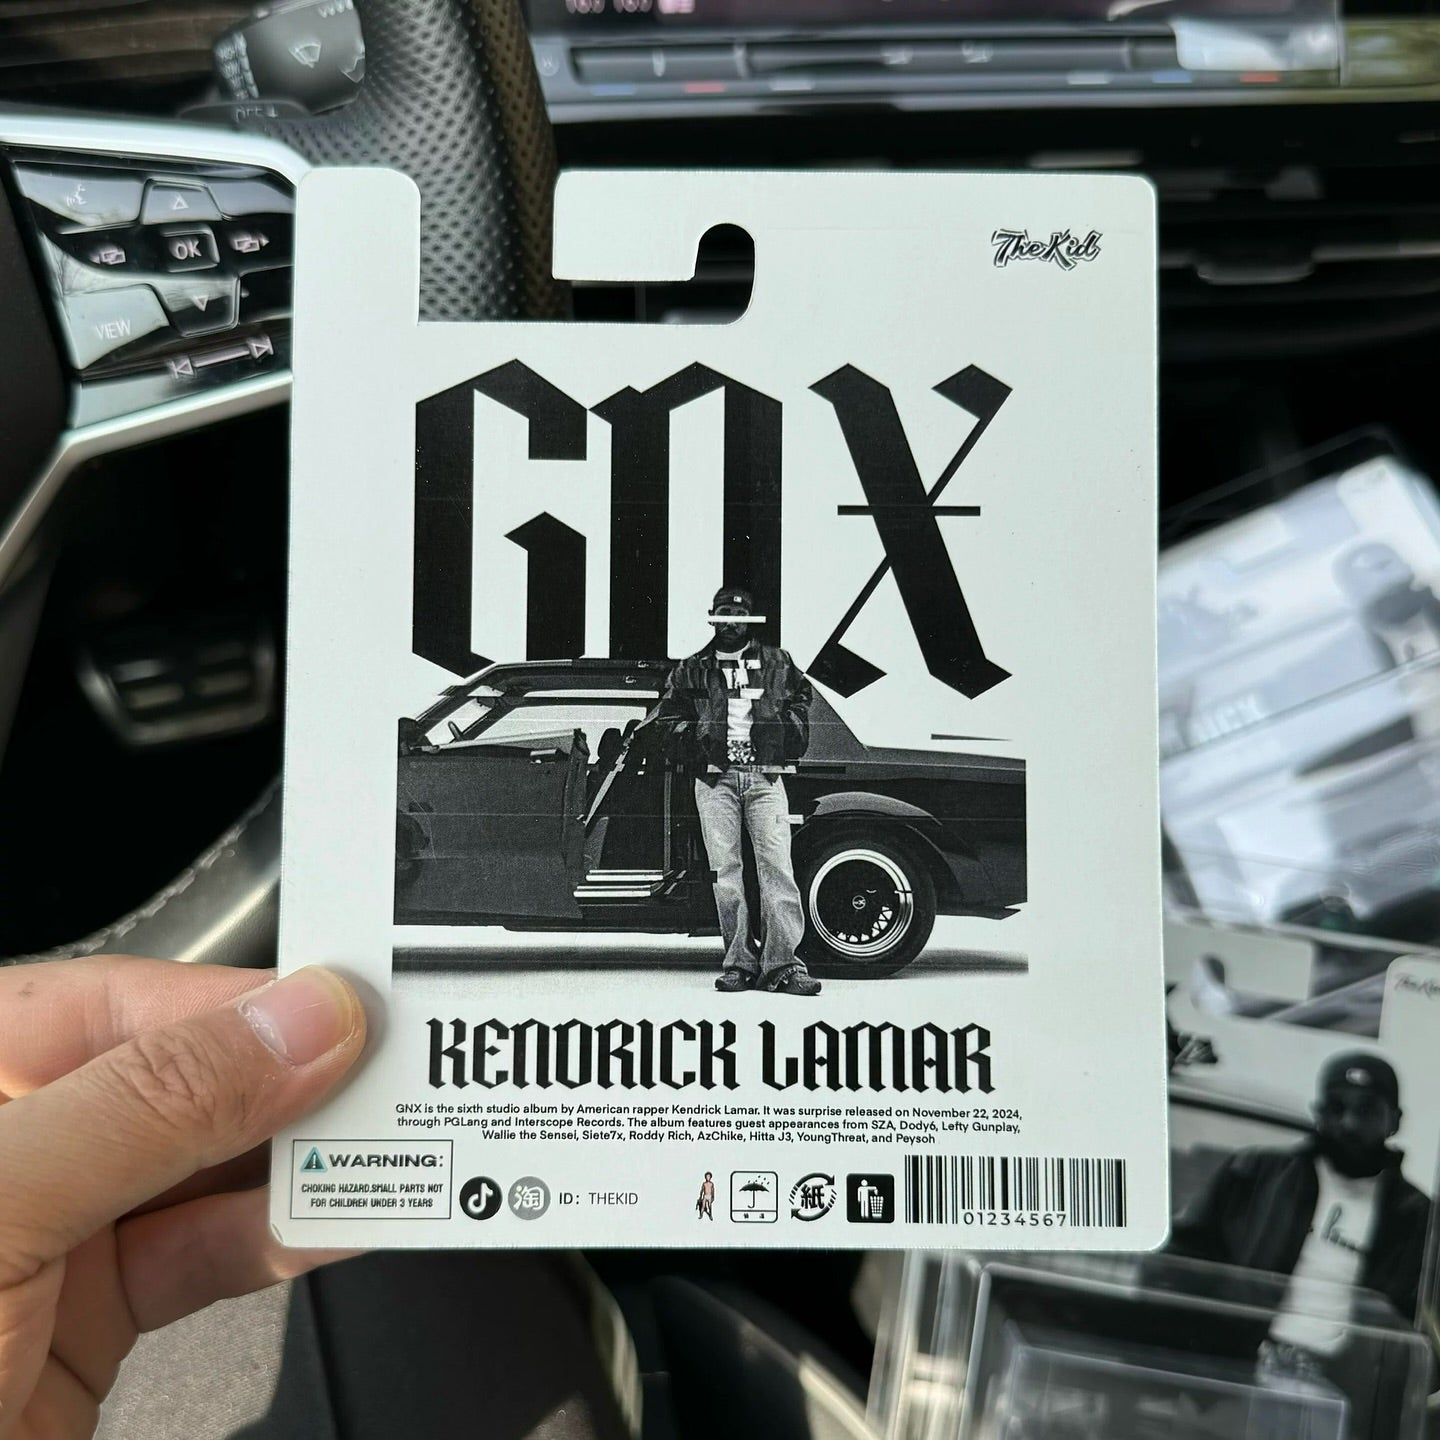 VIEW
OK
TheKid
GNX
KENDRICK LAMAR
GNX is the sixth studio album by American rapper Kendrick Lamar. It was surprise released on November 22, 2024,
through PGLang and Interscope Records. The album features guest appearances from SZA, Dody6, Lefty Gunplay,
Wallie the Sensei, Siete7x, Roddy Rich, AzChike, Hitta J3, YoungThreat, and Peysoh
WARNING:
CHOKING HAZARD.SMALL PARTS NOT
FOR CHILDREN UNDER 3 YEARS
淘
ID: THEKID
紙
01234567